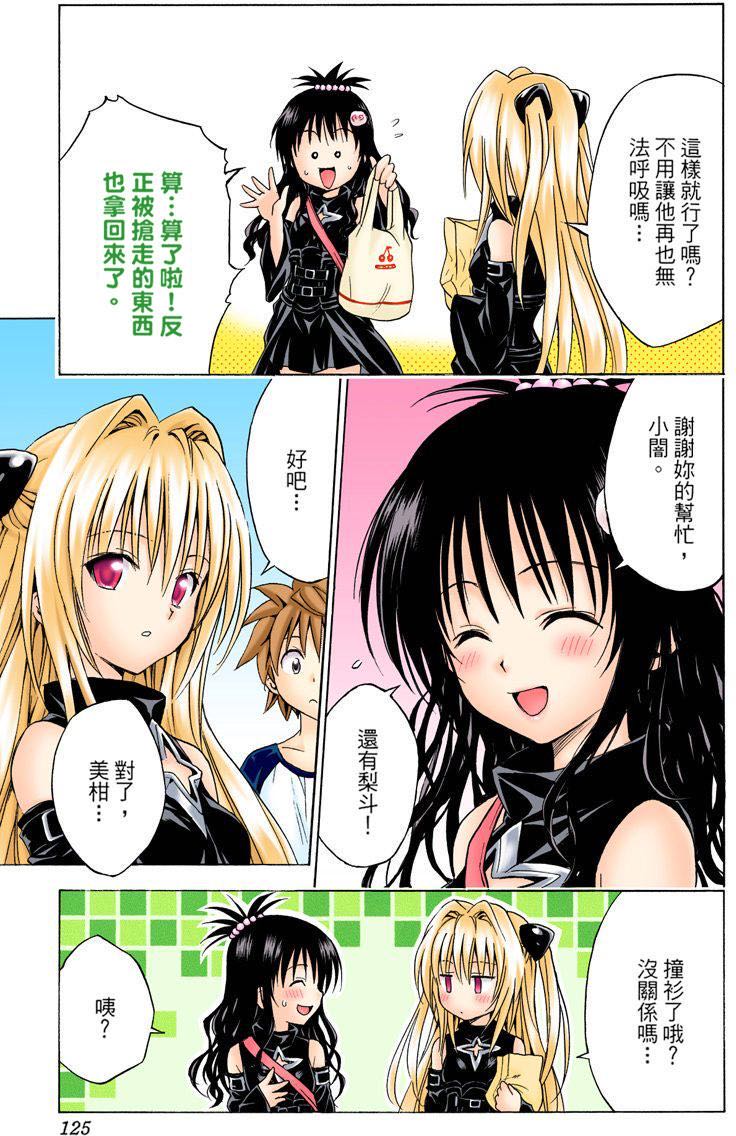 這樣就行了嗎？
不用讓他再也無
法呼吸嗎…
算…算了啦！反
正被搶走的東西
也拿回來了。
謝謝妳的幫忙，
小闇。
還有梨斗！
好吧…
對了，
美柑…
撞衫了哦？
沒關係嗎…
咦？
125